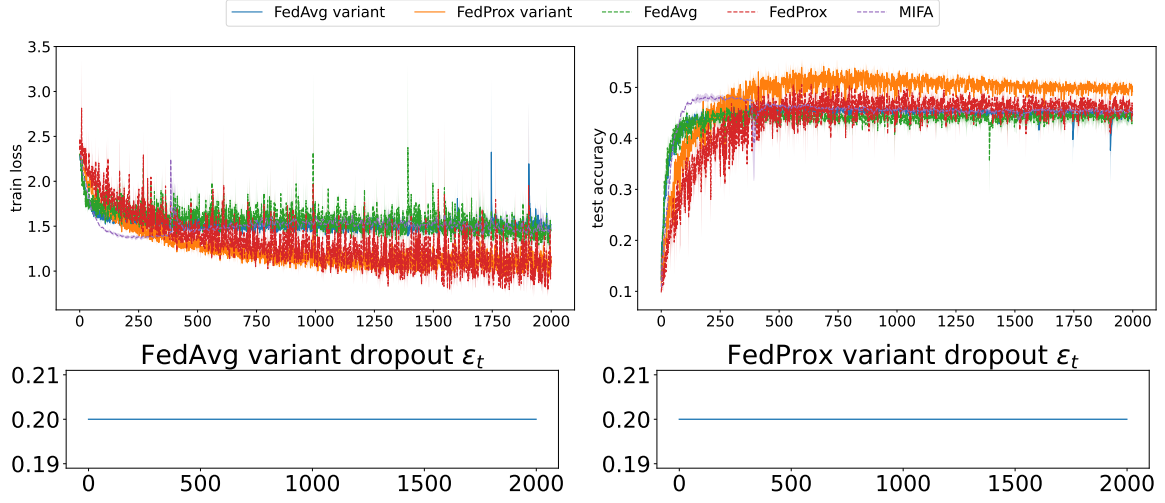 FedAvg variant FedProx variant FedAvg FedProx MIFA
3.5
3.0
2.5
2.0
1.5
1.0
train loss
0 250 500 750 1000 1250 1500 1750 2000
0.5
0.4
0.3
0.2
0.1
test accuracy
0 250 500 750 1000 1250 1500 1750 2000
FedAvg variant dropout ε_t
0.21
0.20
0.19
0 500 1000 1500 2000
FedProx variant dropout ε_t
0.21
0.20
0.19
0 500 1000 1500 2000